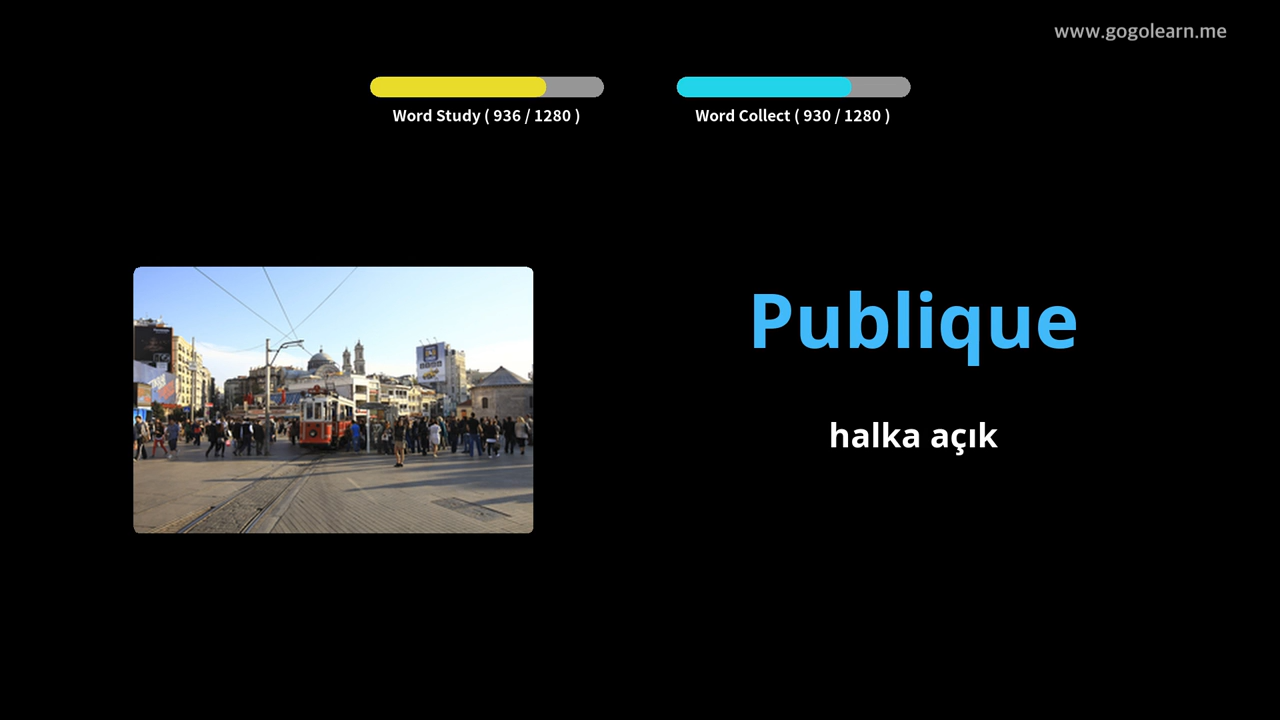 www.gogolearn.me
Word Study ( 936 / 1280 )
Word Collect ( 930 / 1280 )
Publique
halka açık